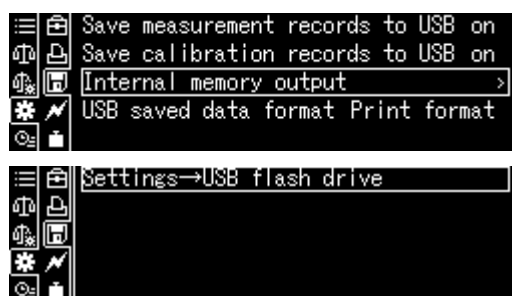 Save measurement records to USB on
Save calibration records to USB on
Internal memory output >
USB saved data format Print format
Settings→USB flash drive